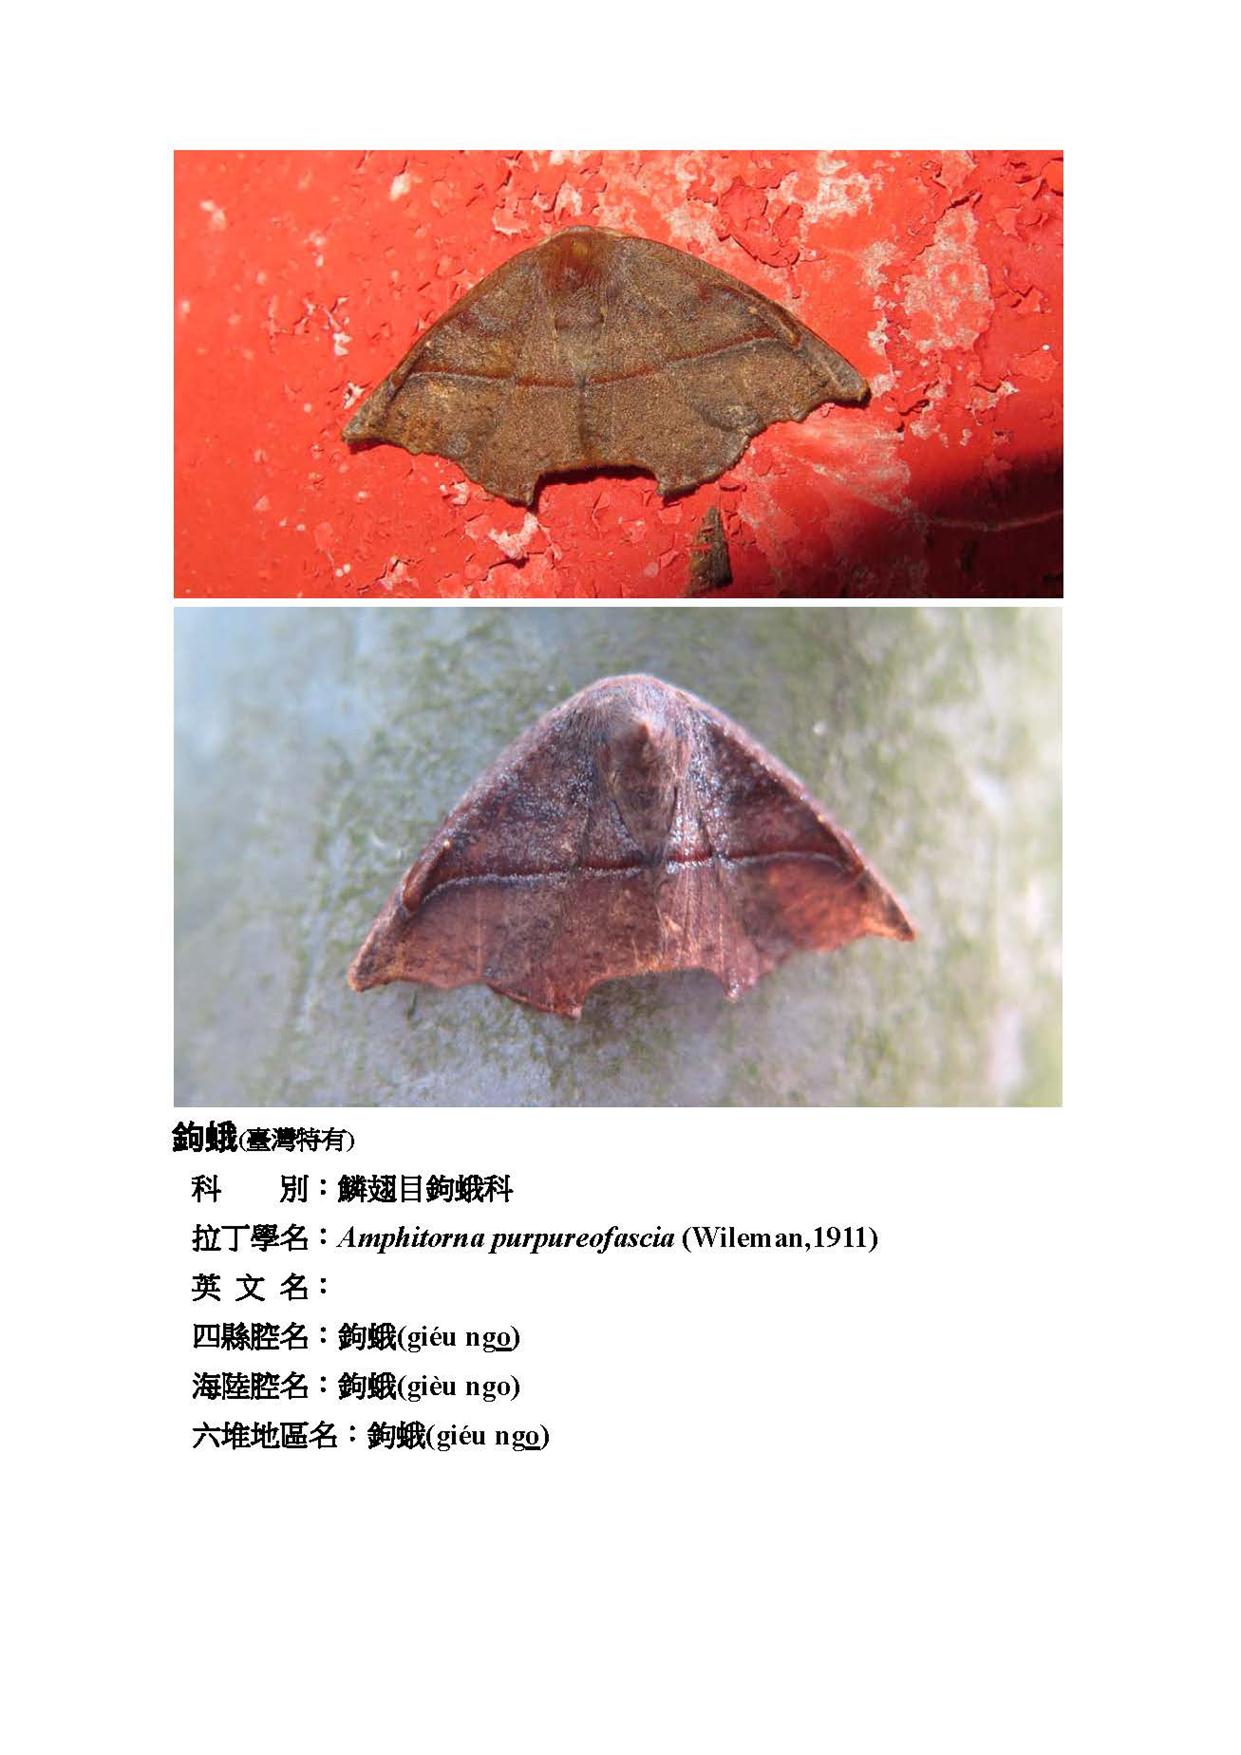 鉤蛾(臺灣特有)
科　　別：鱗翅目鉤蛾科
拉丁學名：Amphitorna purpureofascia (Wileman,1911)
英 文 名：
四縣腔名：鉤蛾(giéu ngo)
海陸腔名：鉤蛾(gièu ngo)
六堆地區名：鉤蛾(giéu ngo)